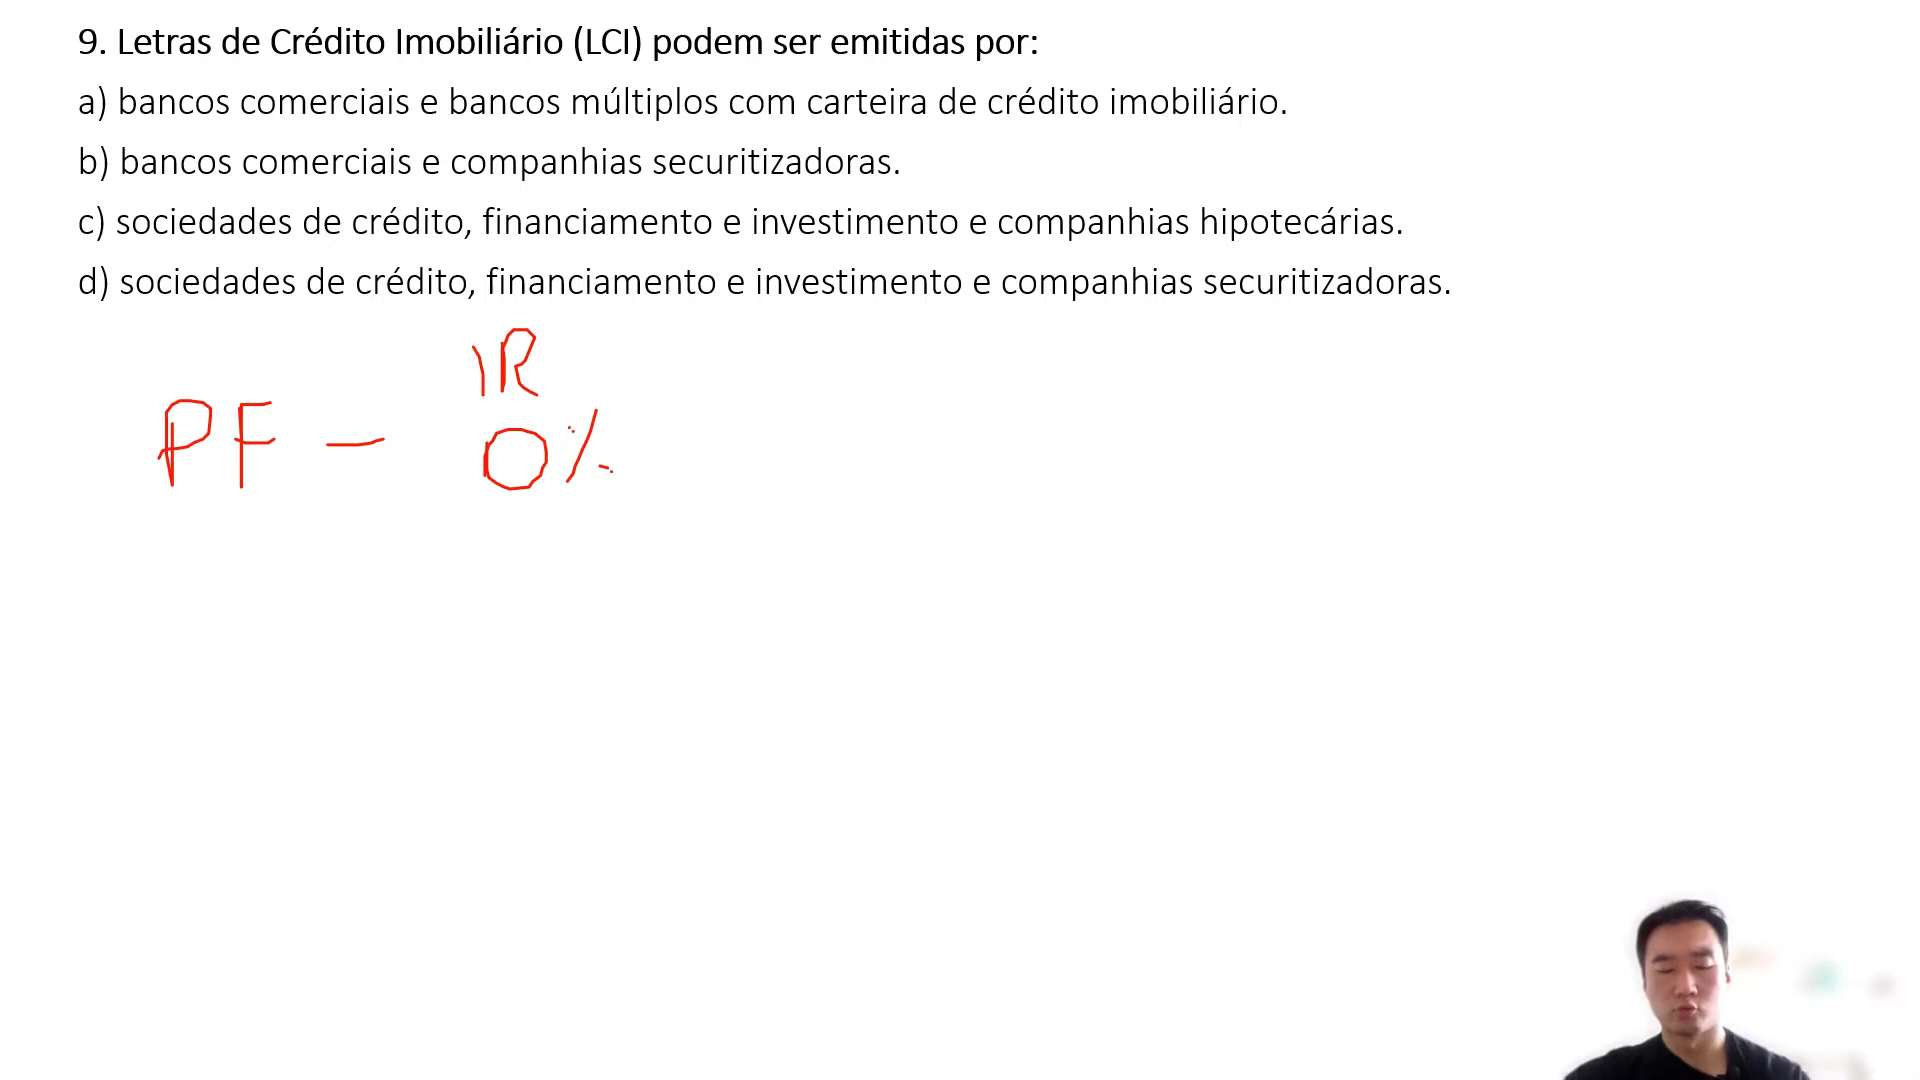 9. Letras de Crédito Imobiliário (LCI) podem ser emitidas por:
a) bancos comerciais e bancos múltiplos com carteira de crédito imobiliário.
b) bancos comerciais e companhias securitizadoras.
c) sociedades de crédito, financiamento e investimento e companhias hipotecárias.
d) sociedades de crédito, financiamento e investimento e companhias securitizadoras.
IR
PF — 0%